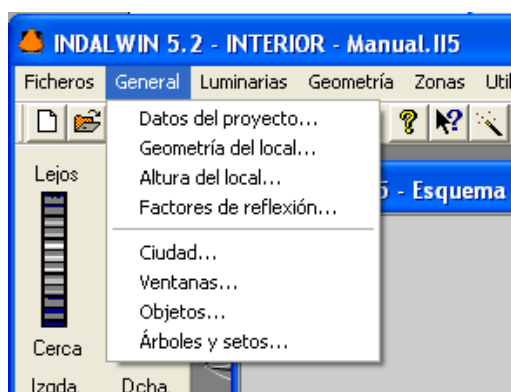 INDALWIN 5.2 - INTERIOR - Manual.II5
Ficheros General Luminarias Geometría Zonas Util
Datos del proyecto...
Geometría del local...
Altura del local...
Factores de reflexión...
Ciudad...
Ventanas...
Objetos...
Árboles y setos...
Lejos
5 - Esquema
Cerca
Izqda. Dcha.